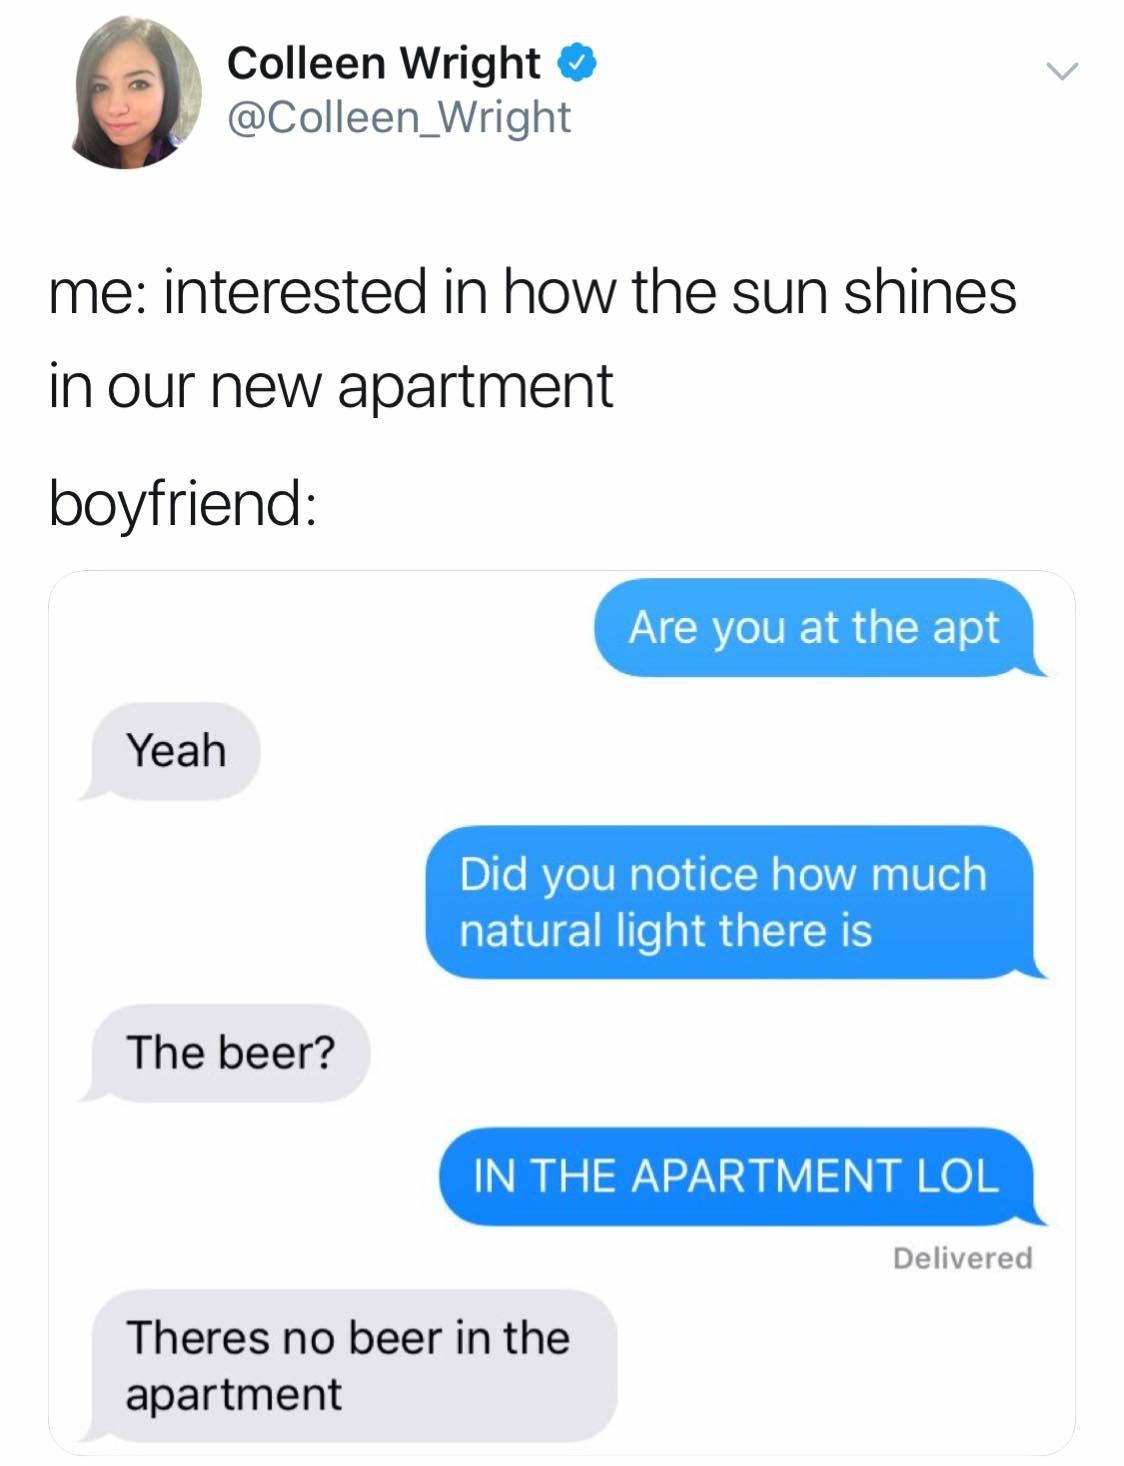 Colleen Wright
@Colleen_Wright
me: interested in how the sun shines
in our new apartment
boyfriend:
Are you at the apt
Yeah
Did you notice how much
natural light there is
The beer?
IN THE APARTMENT LOL
Delivered
Theres no beer in the
apartment